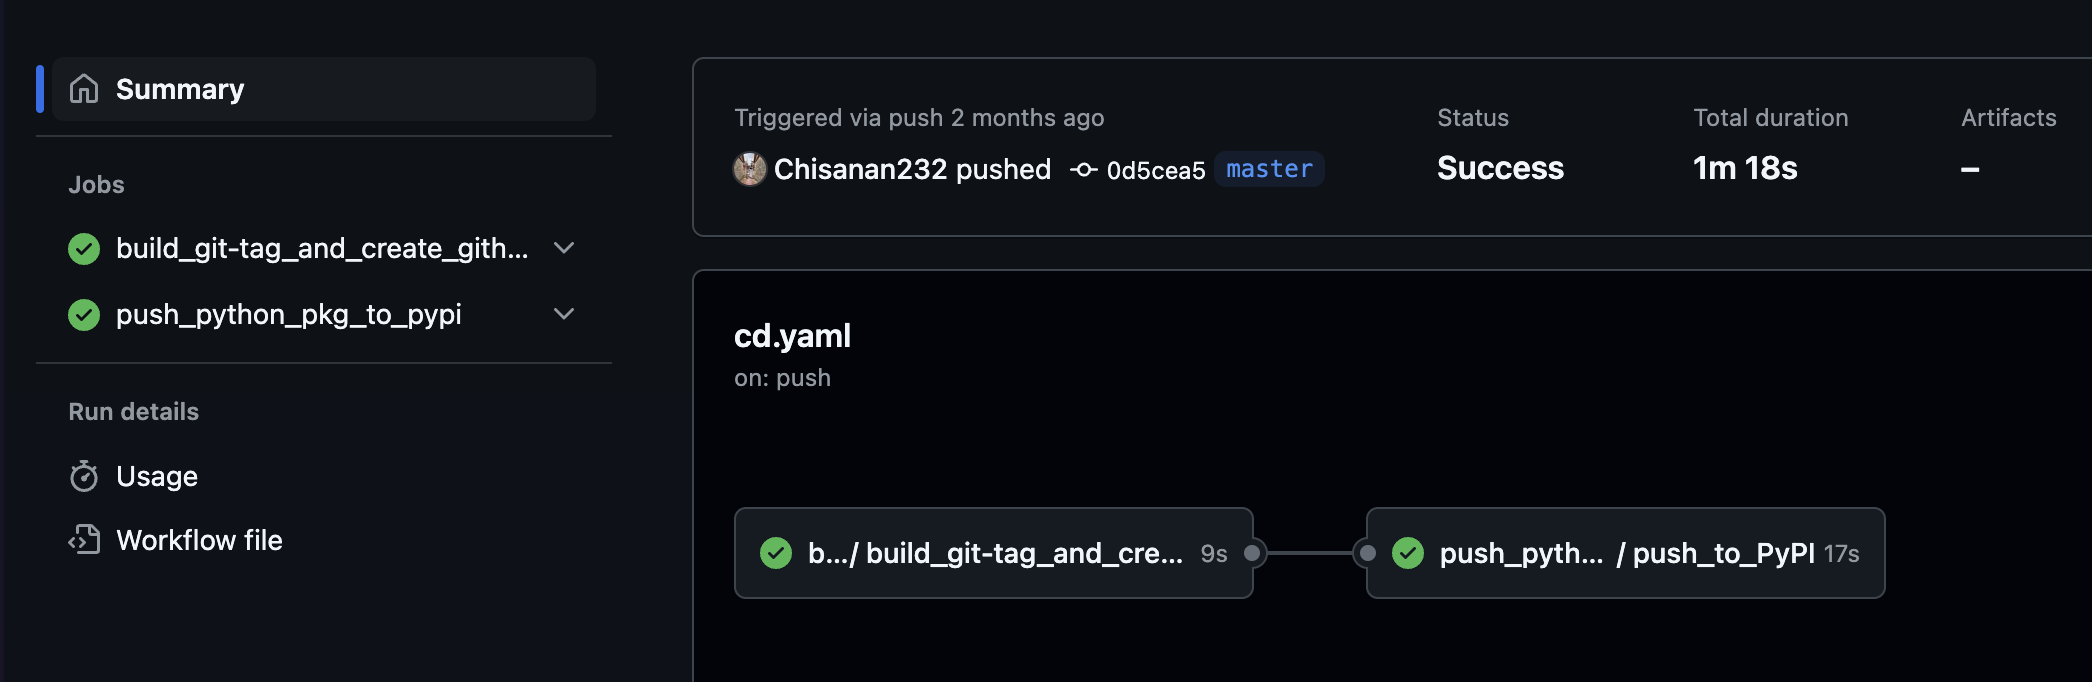 Summary
Jobs
build_git-tag_and_create_gith...
push_python_pkg_to_pypi
Run details
Usage
Workflow file
Triggered via push 2 months ago
Chisanan232 pushed 0d5cea5 master
Status
Success
Total duration
1m 18s
Artifacts
–
cd.yaml
on: push
b.../ build_git-tag_and_cre... 9s
push_pyth... / push_to_PyPI 17s